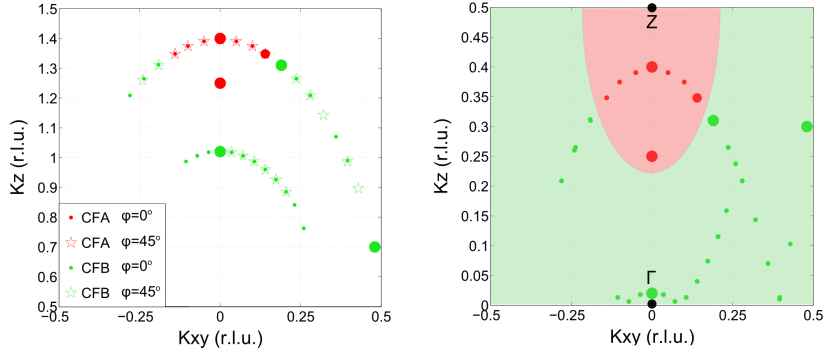 1.5
1.4
1.3
1.2
1.1
1
0.9
0.8
0.7
0.6
0.5
Kz (r.l.u.)
CFA φ=0°
CFA φ=45°
CFB φ=0°
CFB φ=45°
−0.5 −0.25 0 0.25 0.5
Kxy (r.l.u.)
0.5
0.45
0.4
0.35
0.3
0.25
0.2
0.15
0.1
0.05
0
Kz (r.l.u.)
Z
Γ
−0.5 −0.25 0 0.25 0.5
Kxy (r.l.u.)